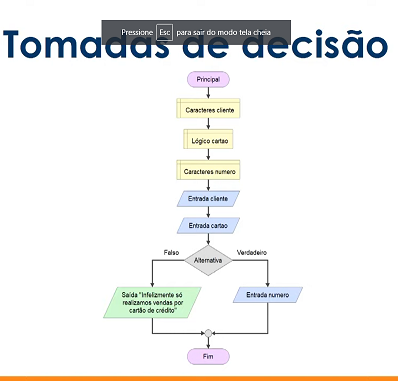 Pressione Esc para sair do modo tela cheia
Tomadas de decisão
Principal
Caracteres cliente
Lógico cartao
Caracteres numero
Entrada cliente
Entrada cartao
Falso
Verdadeiro
Alternativa
Saída "Infelizmente só
realizamos vendas por
cartão de crédito"
Entrada numero
Fim